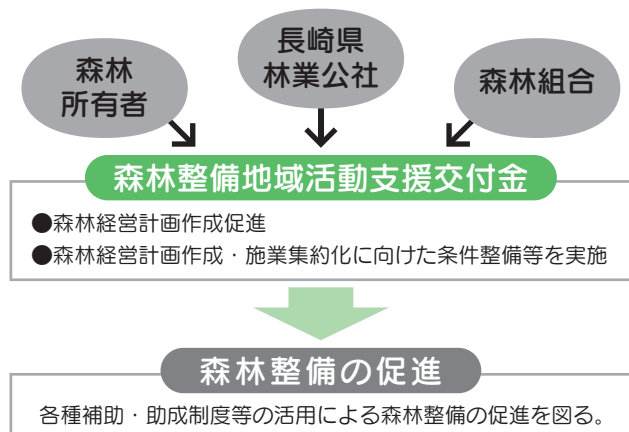 森林
所有者
長崎県
林業公社
森林組合
森林整備地域活動支援交付金
●森林経営計画作成促進
●森林経営計画作成・施業集約化に向けた条件整備等を実施
森林整備の促進
各種補助・助成制度等の活用による森林整備の促進を図る。